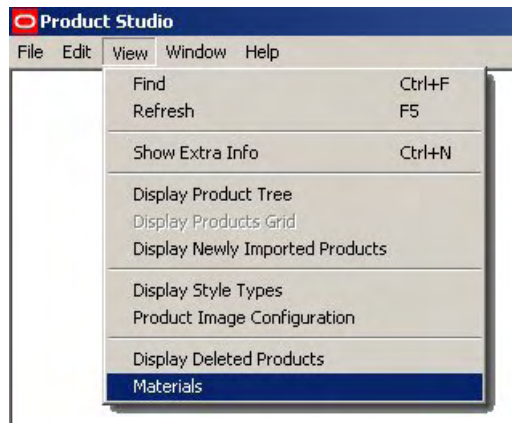 Product Studio
File Edit View Window Help
Find Ctrl+F
Refresh F5
Show Extra Info Ctrl+N
Display Product Tree
Display Products Grid
Display Newly Imported Products
Display Style Types
Product Image Configuration
Display Deleted Products
Materials